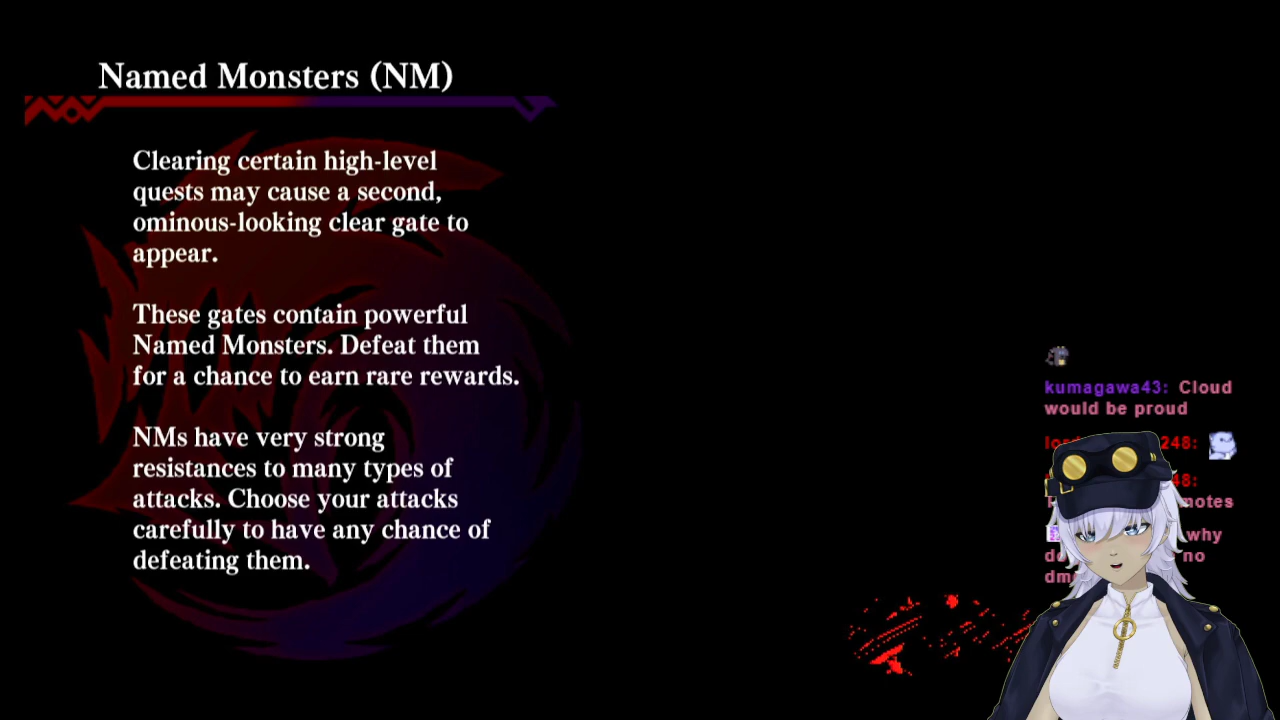 Named Monsters (NM)
Clearing certain high-level
quests may cause a second,
ominous-looking clear gate to
appear.
These gates contain powerful
Named Monsters. Defeat them
for a chance to earn rare rewards.
NMs have very strong
resistances to many types of
attacks. Choose your attacks
carefully to have any chance of
defeating them.
kumagawa43: Cloud
would be proud
248:
48:
why
no